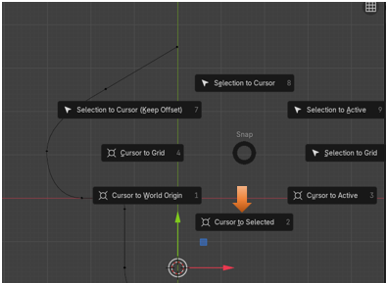 Selection to Cursor 8
Selection to Cursor (Keep Offset) 7
Selection to Active 9
Snap
Cursor to Grid 4
Selection to Grid
Cursor to World Origin 1
Cursor to Active 3
Cursor to Selected 2